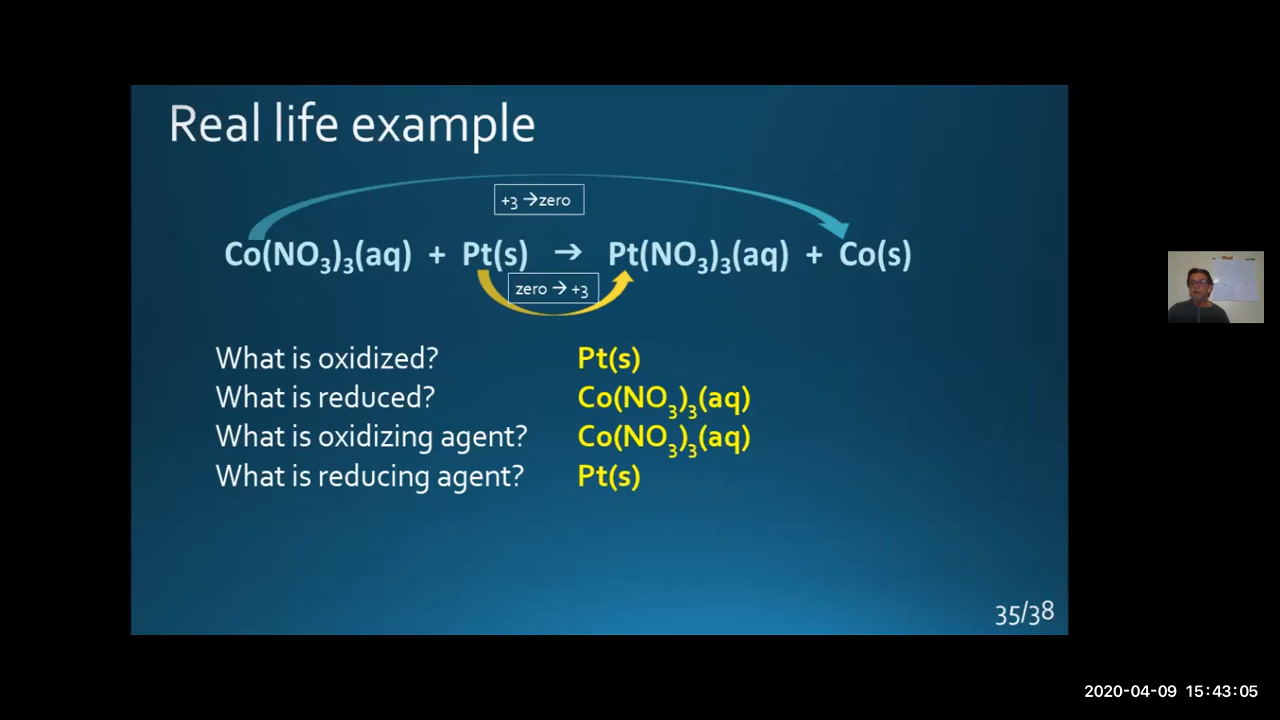 Real life example
+3 → zero
Co(NO₃)₃(aq) + Pt(s) → Pt(NO₃)₃(aq) + Co(s)
zero → +3
What is oxidized? Pt(s)
What is reduced? Co(NO₃)₃(aq)
What is oxidizing agent? Co(NO₃)₃(aq)
What is reducing agent? Pt(s)
35/38
2020-04-09 15:43:05